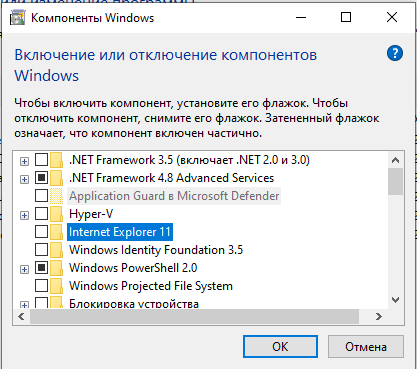 Компоненты Windows
Включение или отключение компонентов
Windows
Чтобы включить компонент, установите его флажок. Чтобы
отключить компонент, снимите его флажок. Затененный флажок
означает, что компонент включен частично.
.NET Framework 3.5 (включает .NET 2.0 и 3.0)
.NET Framework 4.8 Advanced Services
Application Guard в Microsoft Defender
Hyper-V
Internet Explorer 11
Windows Identity Foundation 3.5
Windows PowerShell 2.0
Windows Projected File System
Блокировка устройства
ОК
Отмена